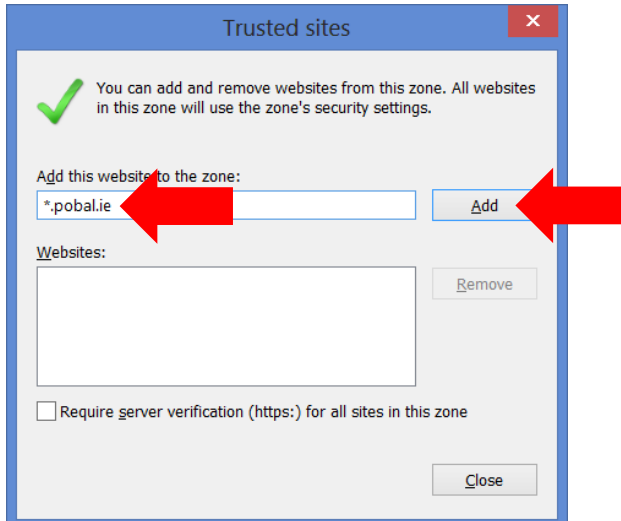 Trusted sites
x
You can add and remove websites from this zone. All websites
in this zone will use the zone's security settings.
Add this website to the zone:
*.pobal.ie
Add
Websites:
Remove
Require server verification (https:) for all sites in this zone
Close